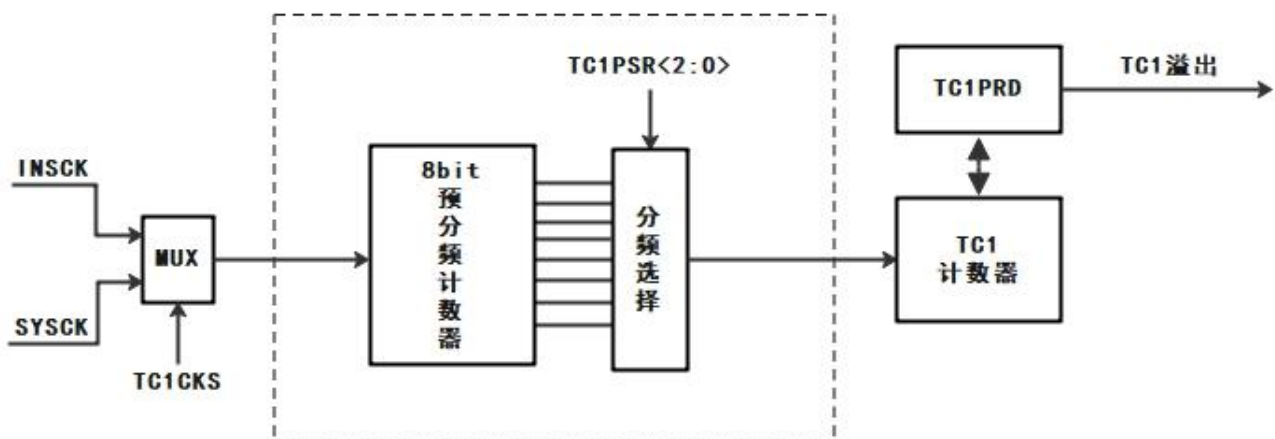 TC1PSR<2:0>
TC1PRD
TC1溢出
INSCK
8bit
预
分
频
计
数
器
分
频
选
择
MUX
TC1
计数器
SYSCK
TC1CKS